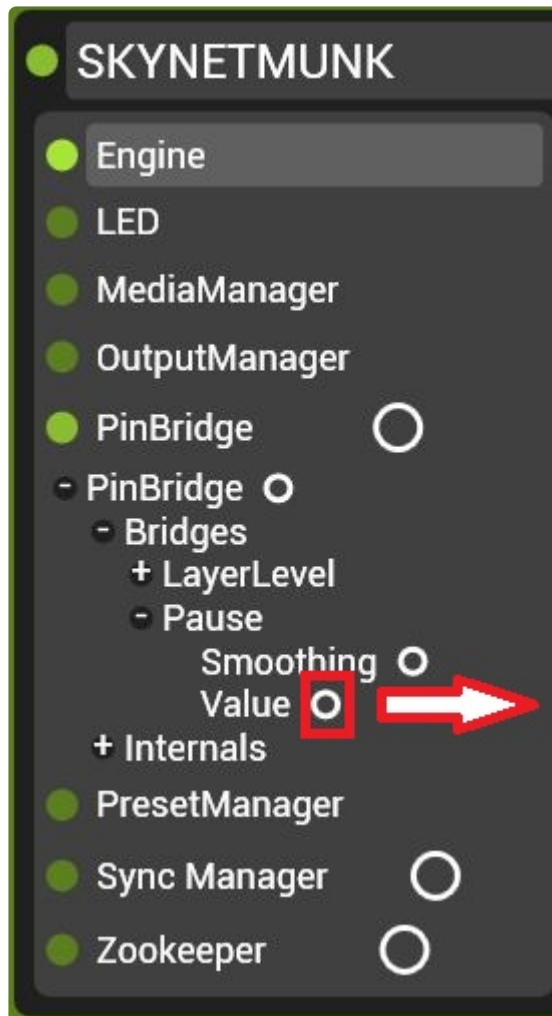 SKYNETMUNK
Engine
LED
MediaManager
OutputManager
PinBridge
- PinBridge
- Bridges
+ LayerLevel
- Pause
Smoothing
Value
+ Internals
PresetManager
Sync Manager
Zookeeper